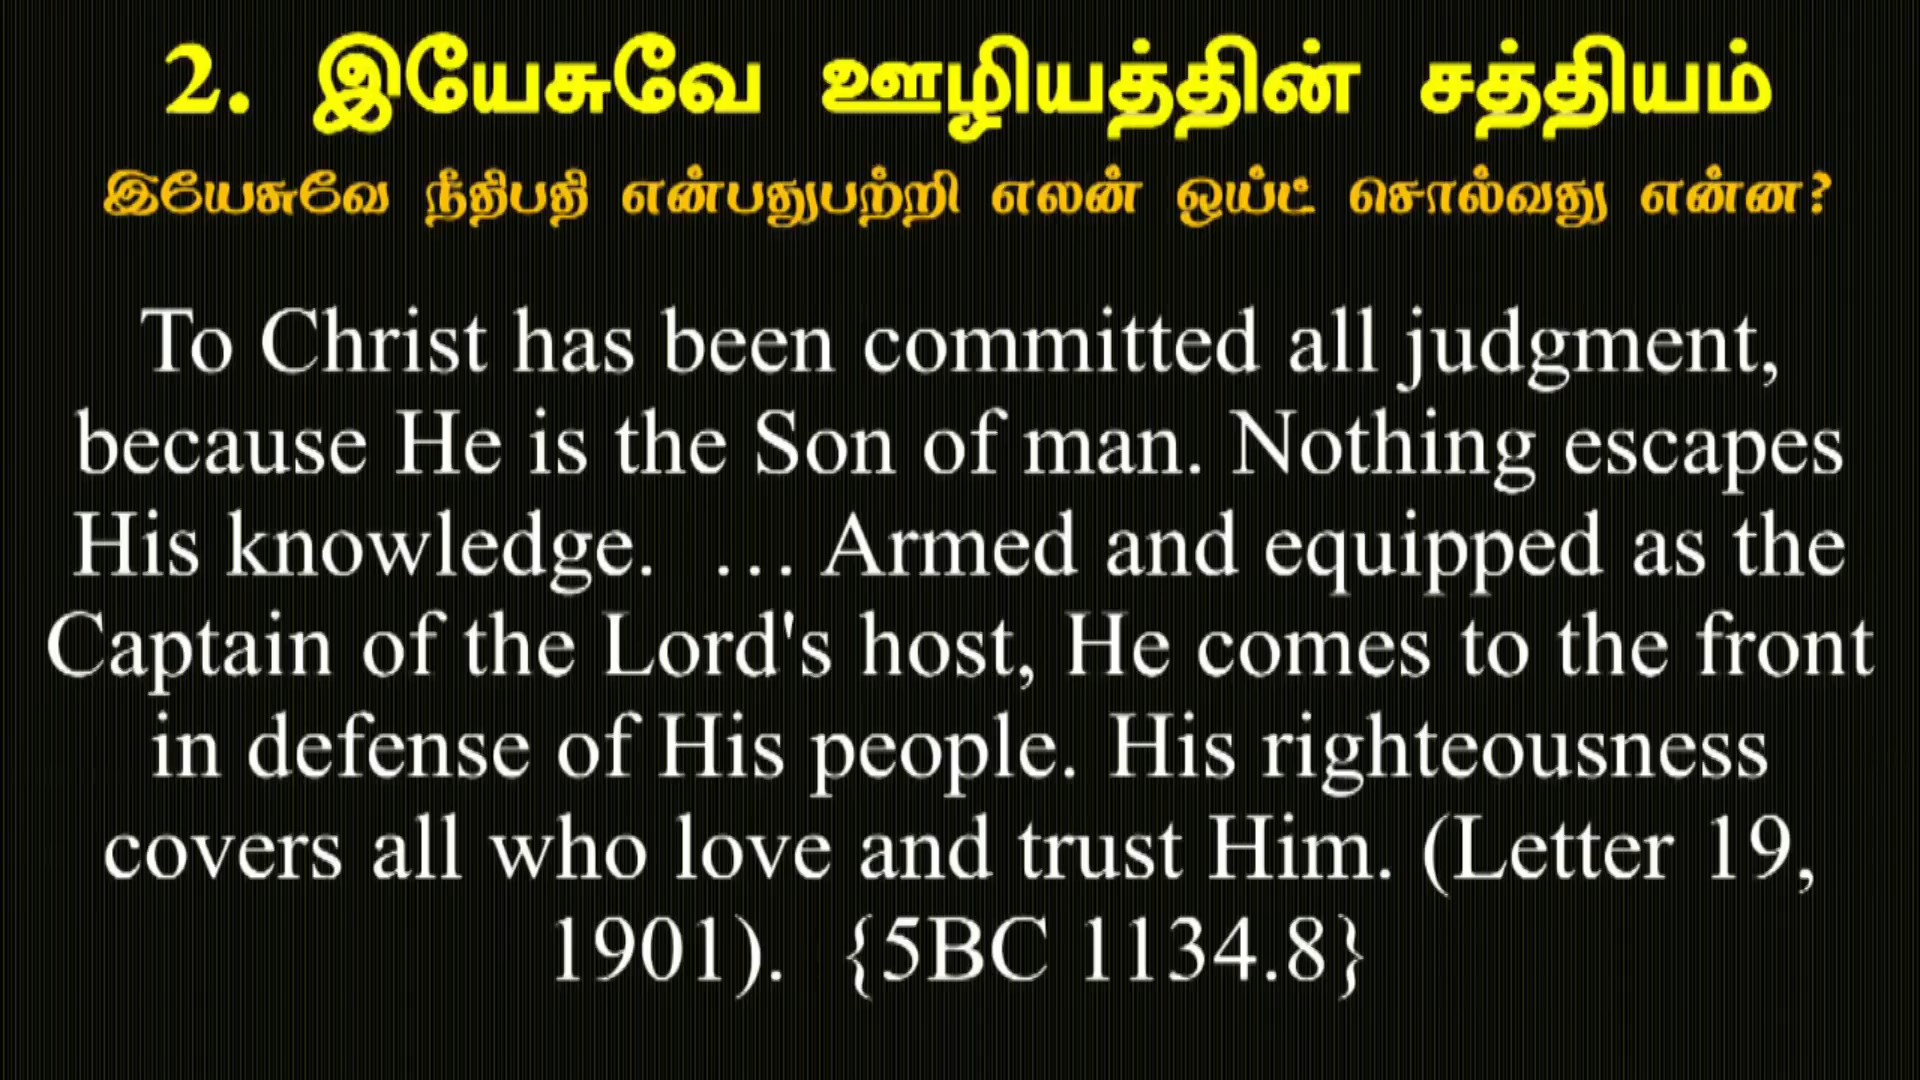 2. இயேசுவே ஊழியத்தின் சத்தியம்
இயேசுவே நீதிபதி என்பதுபற்றி எலன் ஒய்ட் சொல்வது என்ன?
To Christ has been committed all judgment,
because He is the Son of man. Nothing escapes
His knowledge.  … Armed and equipped as the
Captain of the Lord's host, He comes to the front
in defense of His people. His righteousness
covers all who love and trust Him. (Letter 19,
1901).  {5BC 1134.8}